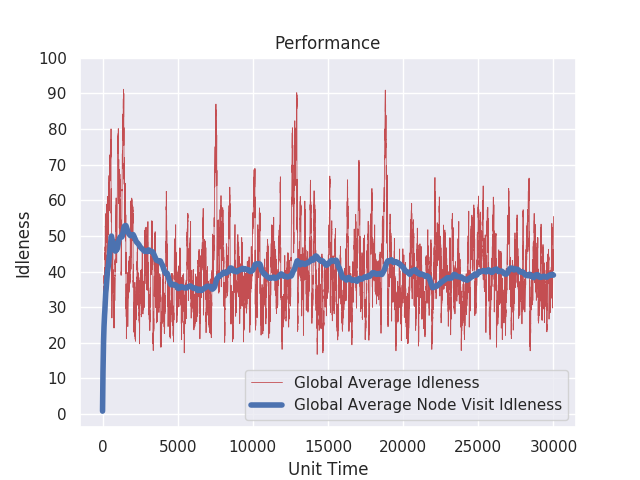 Performance
100
90
80
70
60
50
40
30
20
10
0
Idleness
Global Average Idleness
Global Average Node Visit Idleness
0 5000 10000 15000 20000 25000 30000
Unit Time